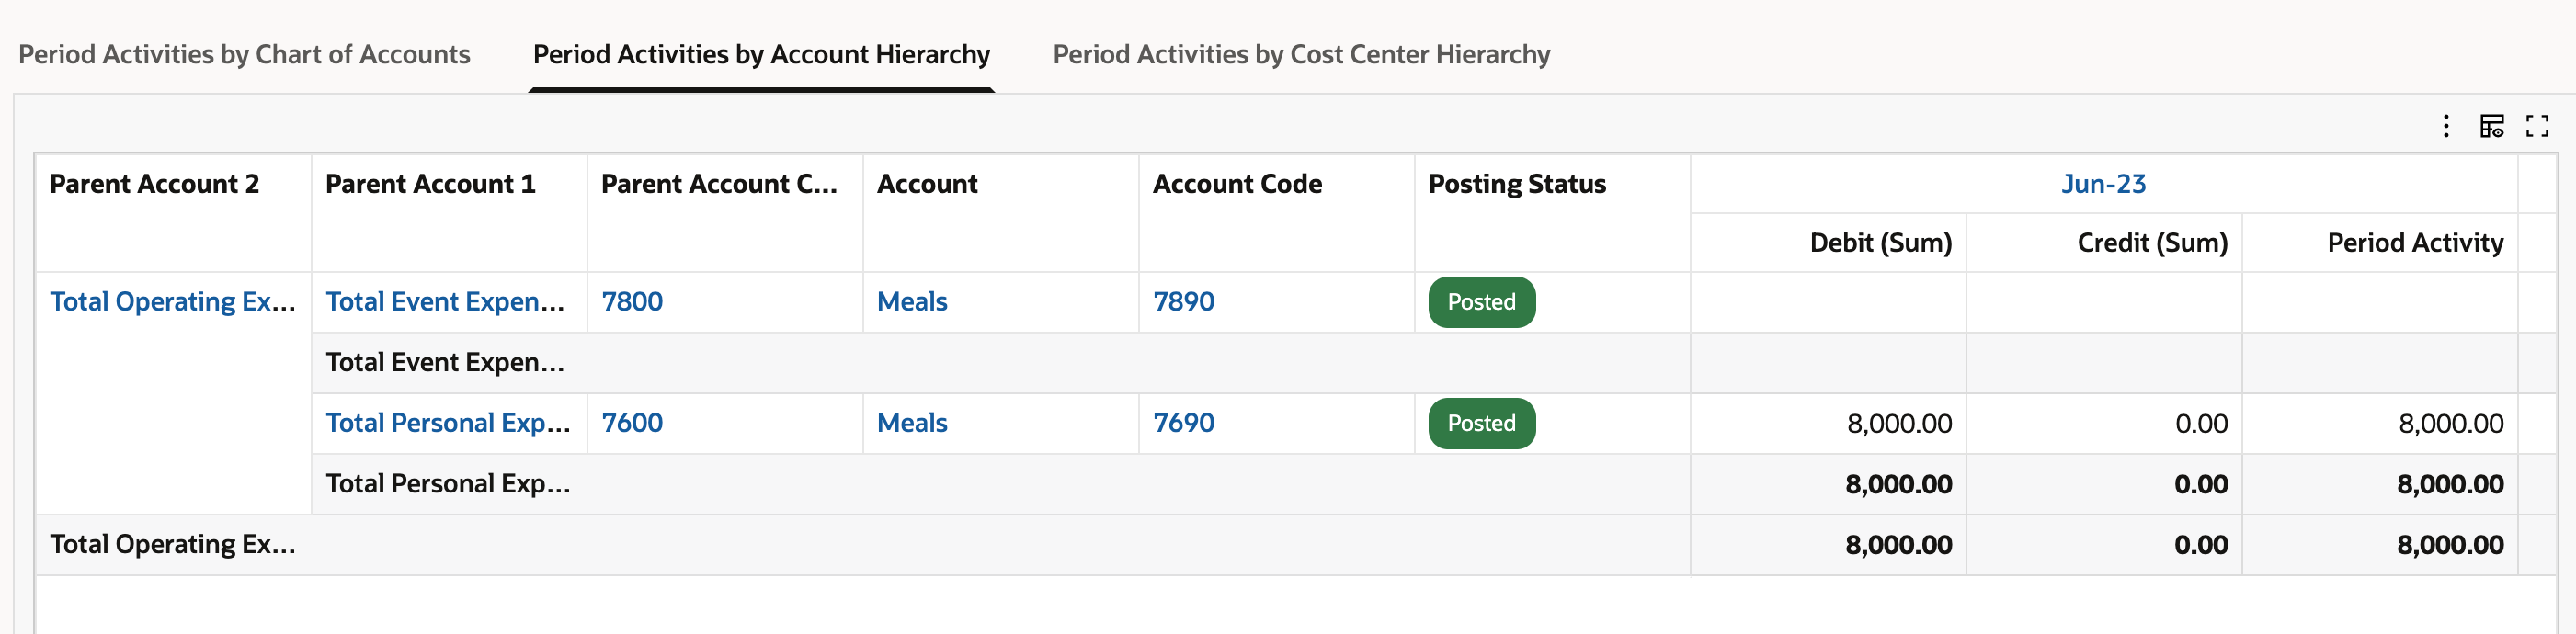 Period Activities by Chart of Accounts Period Activities by Account Hierarchy Period Activities by Cost Center Hierarchy
Parent Account 2 Parent Account 1 Parent Account C... Account Account Code Posting Status Jun-23
Debit (Sum) Credit (Sum) Period Activity
Total Operating Ex... Total Event Expen... 7800 Meals 7890 Posted
Total Event Expen...
Total Personal Exp... 7600 Meals 7690 Posted 8,000.00 0.00 8,000.00
Total Personal Exp... 8,000.00 0.00 8,000.00
Total Operating Ex... 8,000.00 0.00 8,000.00